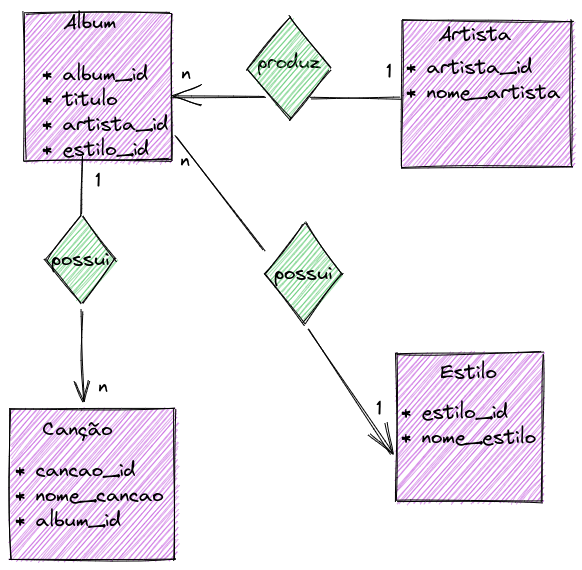 Album
* album_id
* titulo
* artista_id
* estilo_id
n
produz
1
Artista
* artista_id
* nome_artista
1
n
possui
possui
n
1
Canção
* cancao_id
* nome_cancao
* album_id
Estilo
* estilo_id
* nome_estilo